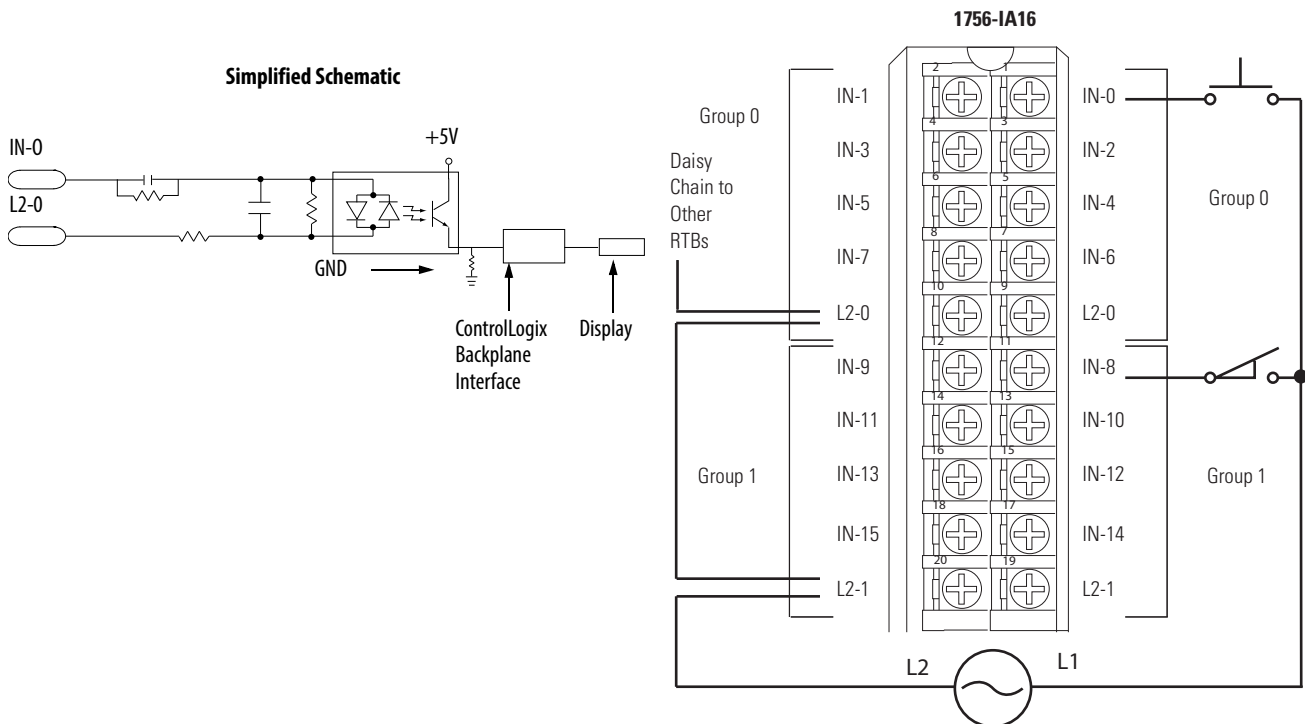 1756-IA16
Simplified Schematic
IN-0
L2-0
+5V
GND
ControlLogix
Backplane
Interface
Display
Group 0
Daisy
Chain to
Other
RTBs
Group 1
IN-1
IN-3
IN-5
IN-7
L2-0
IN-9
IN-11
IN-13
IN-15
L2-1
2 1
4 3
6 5
8 7
10 9
12 11
14 13
16 15
18 17
20 19
IN-0
IN-2
IN-4
IN-6
L2-0
IN-8
IN-10
IN-12
IN-14
L2-1
Group 0
Group 1
L2
L1